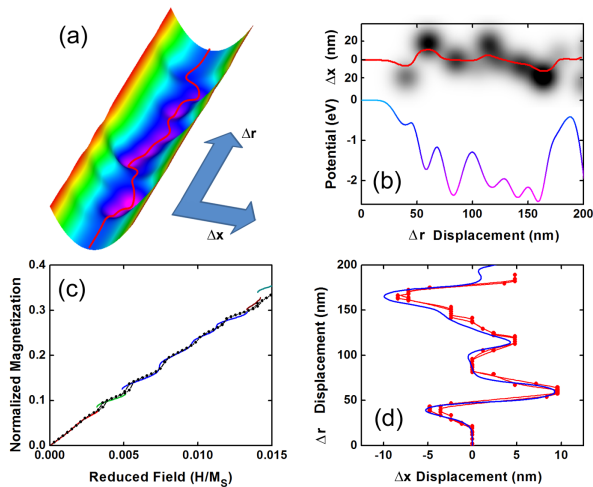 (a)
Δr
Δx
Δx (nm)
20
0
20
Potential (eV)
0
-1
-2
(b)
0
50
100
150
200
Δr Displacement (nm)
Normalized Magnetization
0.4
0.3
0.2
0.1
0.0
(c)
0.000
0.005
0.010
0.015
Reduced Field (H/M_S)
Δr Displacement (nm)
200
150
100
50
0
(d)
-10
-5
0
5
10
Δx Displacement (nm)